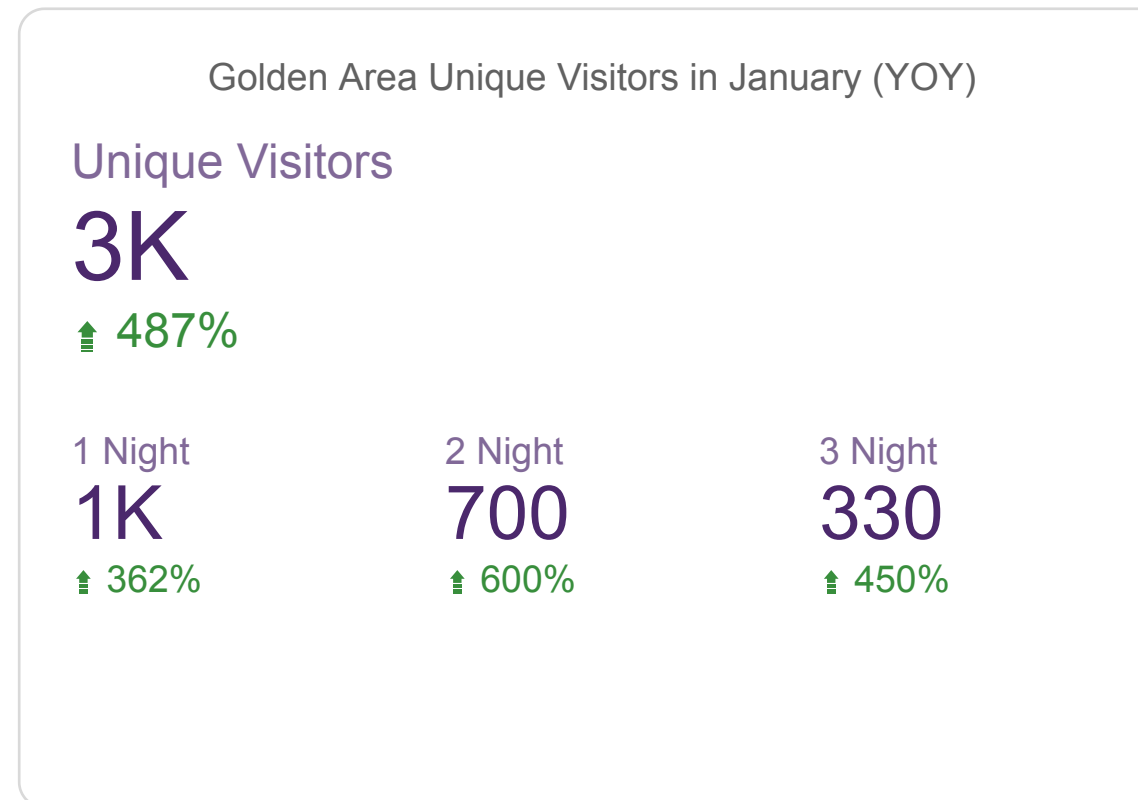 Golden Area Unique Visitors in January (YOY)
Unique Visitors
3K
487%
1 Night 2 Night 3 Night
1K 700 330
362% 600% 450%